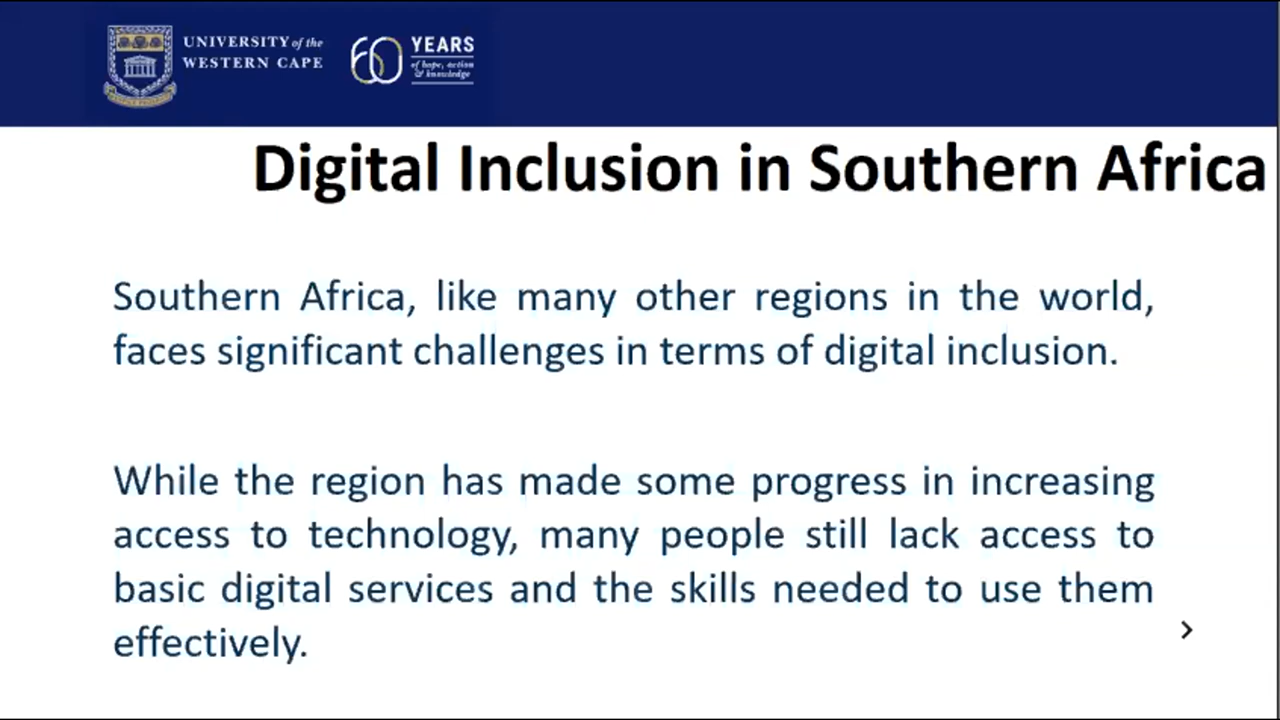 UNIVERSITY of the
WESTERN CAPE
60 YEARS
of hope, action
& knowledge
Digital Inclusion in Southern Africa
Southern Africa, like many other regions in the world,
faces significant challenges in terms of digital inclusion.
While the region has made some progress in increasing
access to technology, many people still lack access to
basic digital services and the skills needed to use them
effectively.